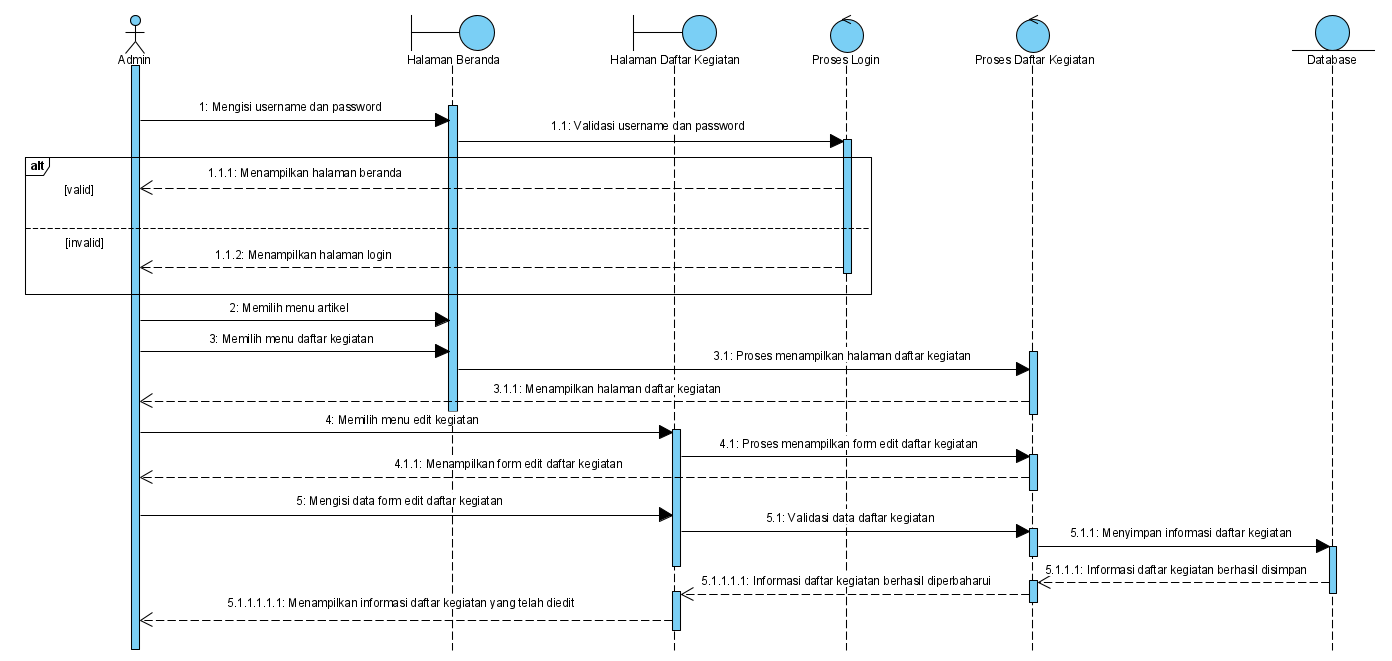 Admin
Halaman Beranda
Halaman Daftar Kegiatan
Proses Login
Proses Daftar Kegiatan
Database
1: Mengisi username dan password
1.1: Validasi username dan password
alt
1.1.1: Menampilkan halaman beranda
[valid]
[invalid]
1.1.2: Menampilkan halaman login
2: Memilih menu artikel
3: Memilih menu daftar kegiatan
3.1: Proses menampilkan halaman daftar kegiatan
3.1.1: Menampilkan halaman daftar kegiatan
4: Memilih menu edit kegiatan
4.1: Proses menampilkan form edit daftar kegiatan
4.1.1: Menampilkan form edit daftar kegiatan
5: Mengisi data form edit daftar kegiatan
5.1: Validasi data daftar kegiatan
5.1.1: Menyimpan informasi daftar kegiatan
5.1.1.1: Informasi daftar kegiatan berhasil disimpan
5.1.1.1.1: Informasi daftar kegiatan berhasil diperbaharui
5.1.1.1.1.1: Menampilkan informasi daftar kegiatan yang telah diedit